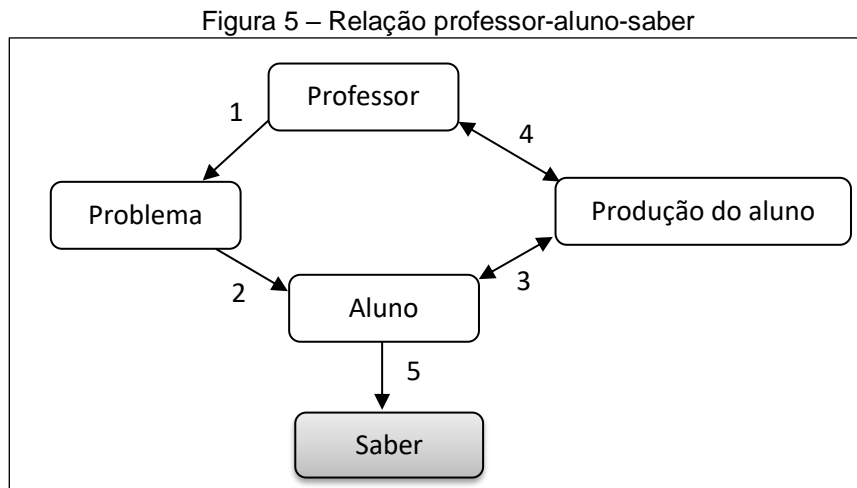 Figura 5 – Relação professor-aluno-saber
Professor
1
4
Problema
Produção do aluno
2
3
Aluno
5
Saber